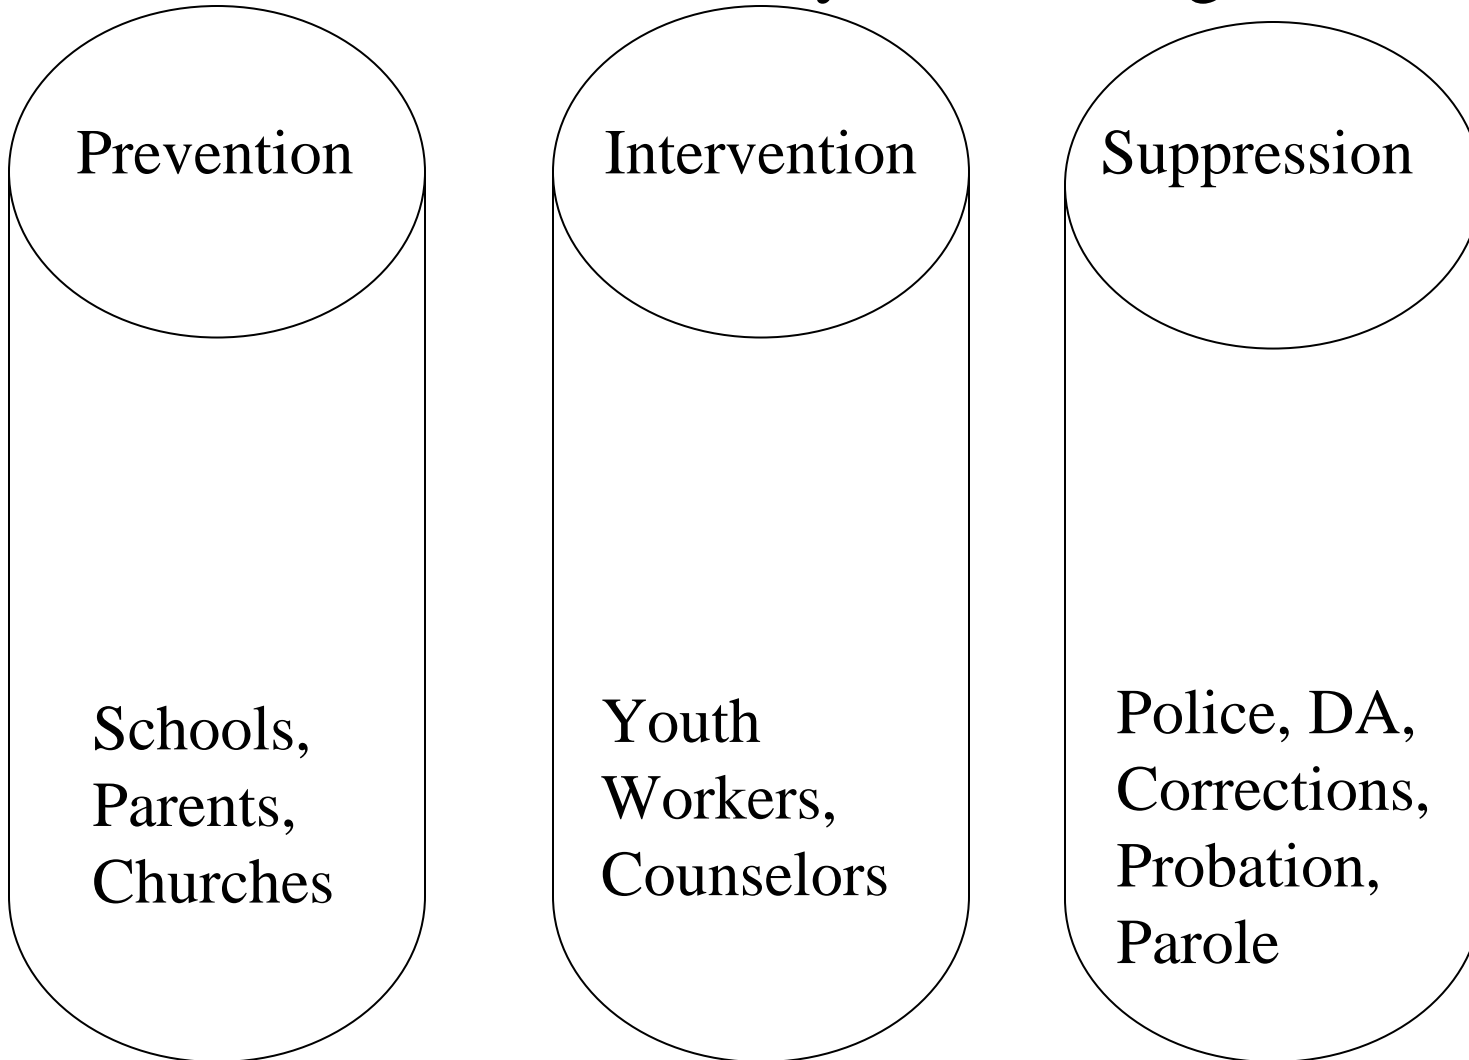 Prevention
Intervention
Suppression
Schools,
Parents,
Churches
Youth
Workers,
Counselors
Police, DA,
Corrections,
Probation,
Parole